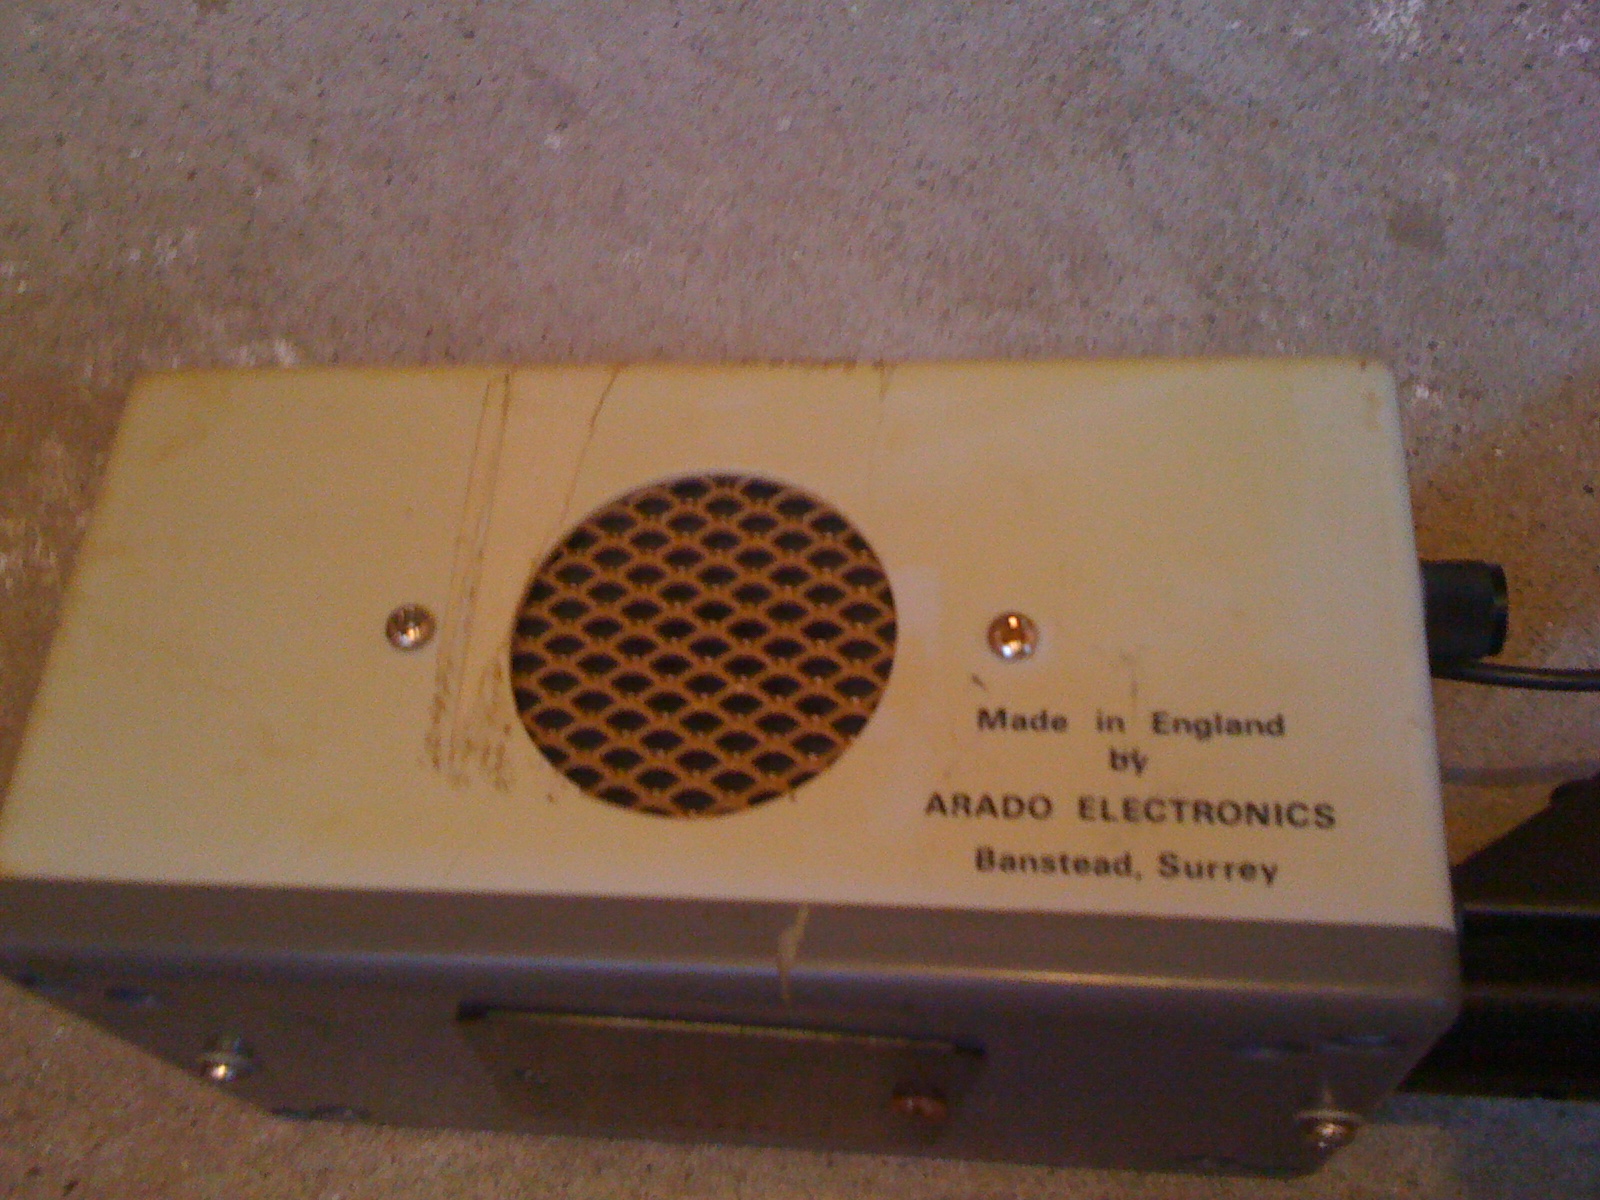 Made in England
by
ARADO ELECTRONICS
Banstead, Surrey